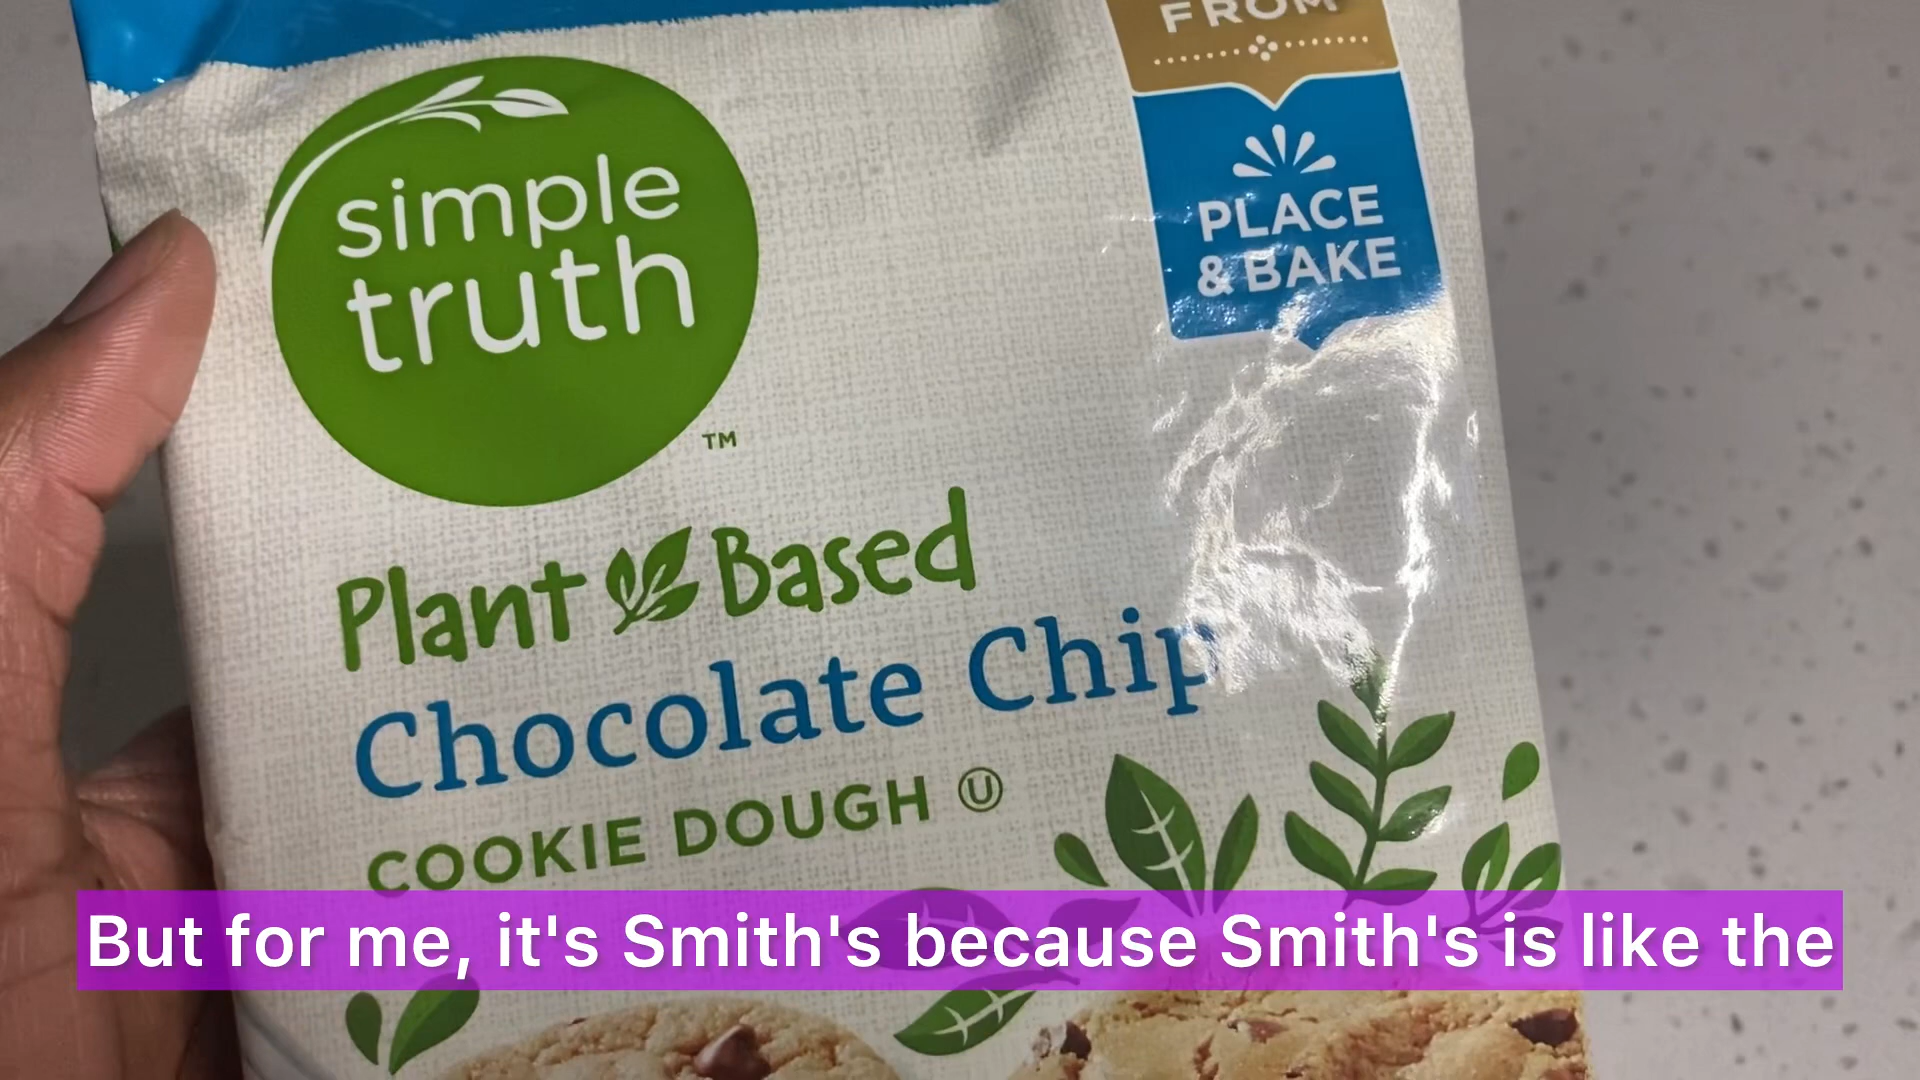 FROM
simple
truth
TM
PLACE
& BAKE
Plant Based
Chocolate Chip
COOKIE DOUGH U
But for me, it's Smith's because Smith's is like the